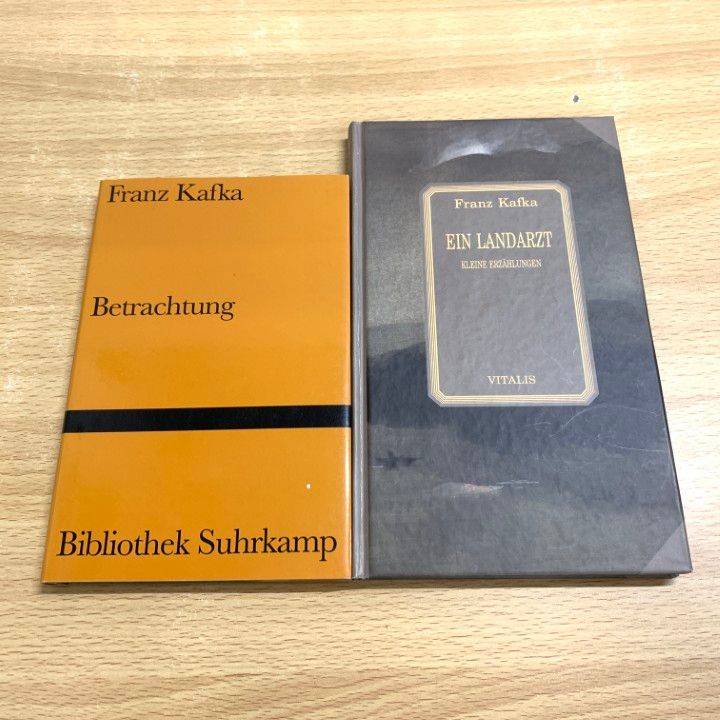 Franz Kafka
Betrachtung
Bibliothek Suhrkamp
Franz Kafka
EIN LANDARZT
KLEINE ERZÄHLUNGEN
VITALIS